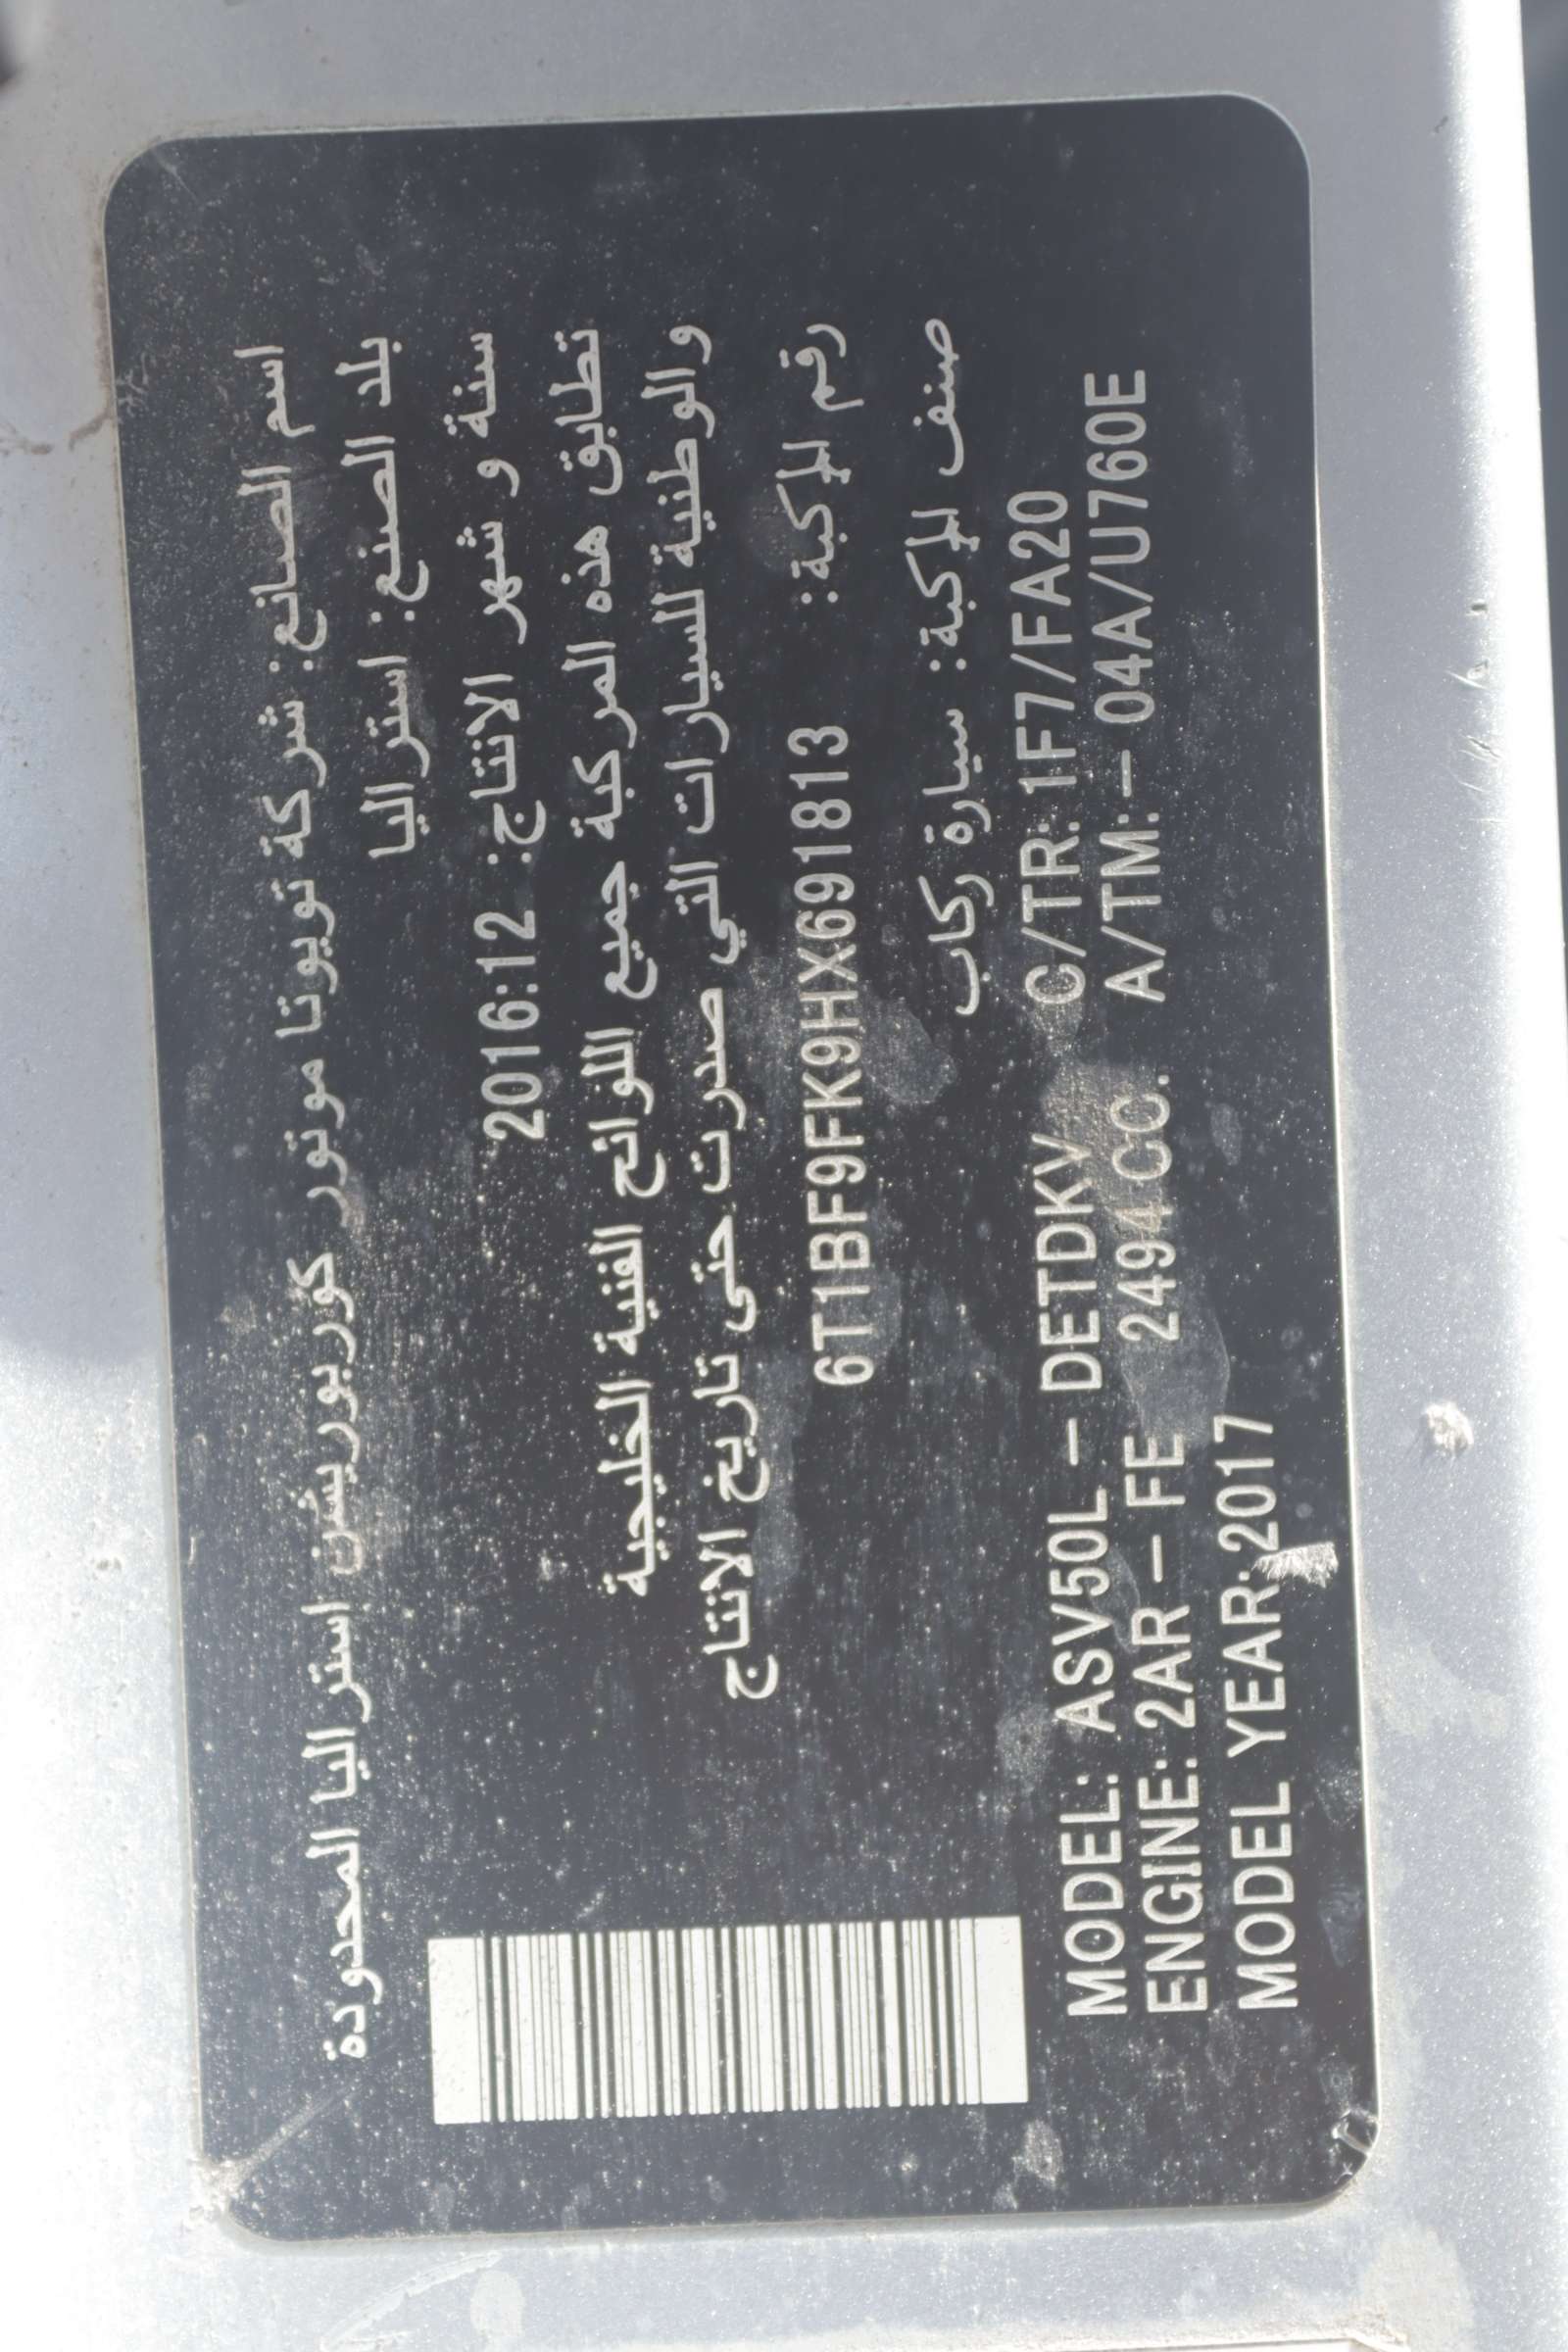 اسم الصانع: شركة تويوتا موتور كوربوريشن استراليا المحدودة
بلد الصنع: استراليا
سنة و شهر الانتاج: 2016:12
تطابق هذه المركبة جميع اللوائح الفنية الخليجية
والوطنية للسيارات التي صدرت حتى تاريخ الانتاج
رقم المركبة: 6T1BF9FK9HX691813
صنف المركبة: سيارة ركاب
MODEL: ASV50L – DETDKV C/TR: 1F7/FA20
ENGINE: 2AR – FE 2494 CC. A/TM: – 04A/U760E
MODEL YEAR: 2017